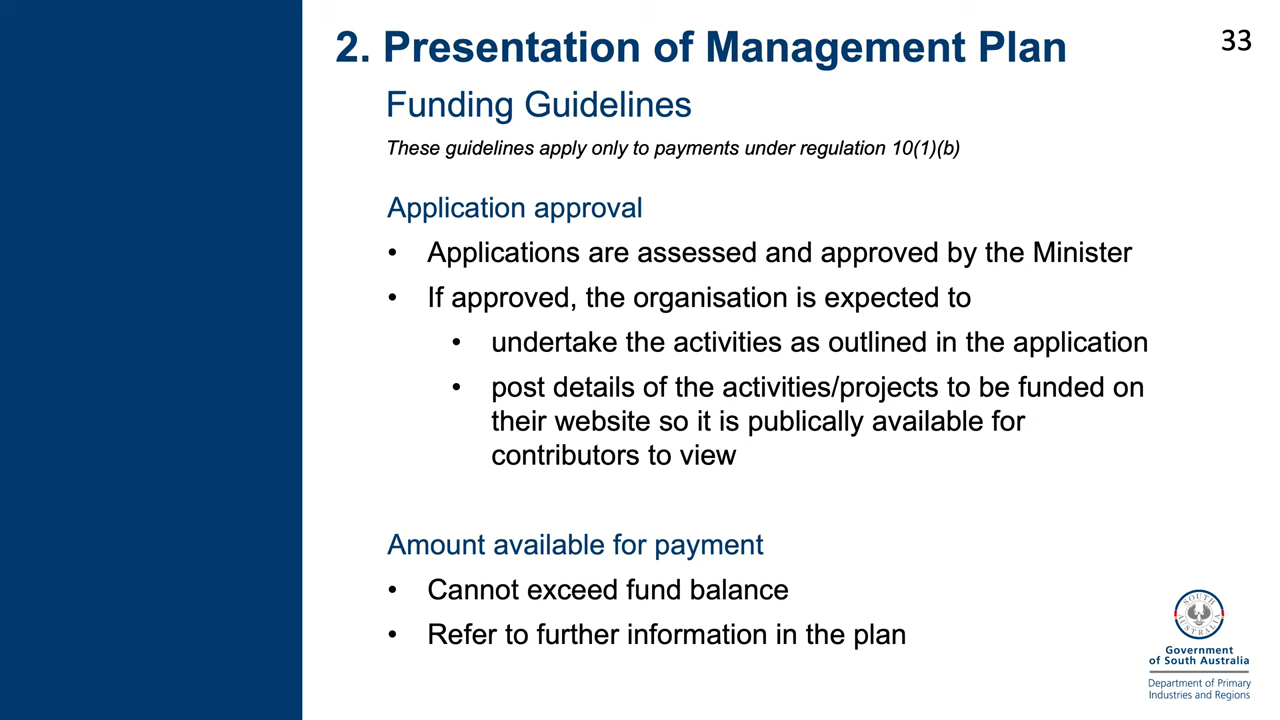 2. Presentation of Management Plan
33
Funding Guidelines
These guidelines apply only to payments under regulation 10(1)(b)
Application approval
• Applications are assessed and approved by the Minister
• If approved, the organisation is expected to
• undertake the activities as outlined in the application
• post details of the activities/projects to be funded on
their website so it is publically available for
contributors to view
Amount available for payment
• Cannot exceed fund balance
• Refer to further information in the plan
SOUTH
AUSTRALIA
Government
of South Australia
Department of Primary
Industries and Regions